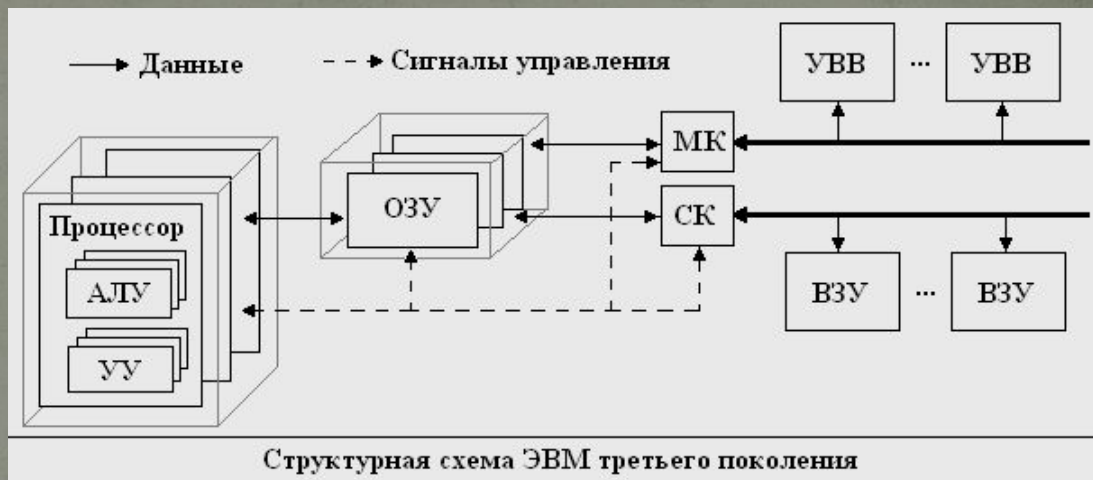 Данные
Сигналы управления
УВВ ... УВВ
МК
ОЗУ
СК
Процессор
АЛУ
ВЗУ ... ВЗУ
УУ
Структурная схема ЭВМ третьего поколения